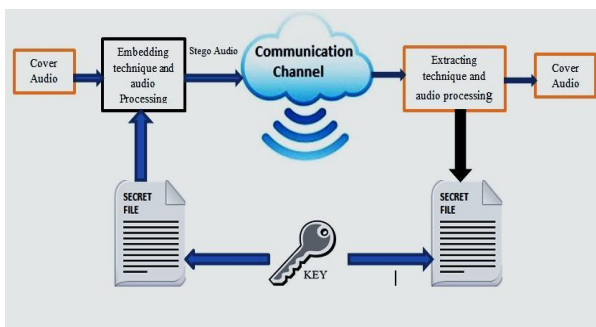 Cover
Audio
Embedding
technique and
audio
Processing
Stego Audio
Communication
Channel
Extracting
technique and
audio processing
Cover
Audio
SECRET
FILE
KEY
SECRET
FILE